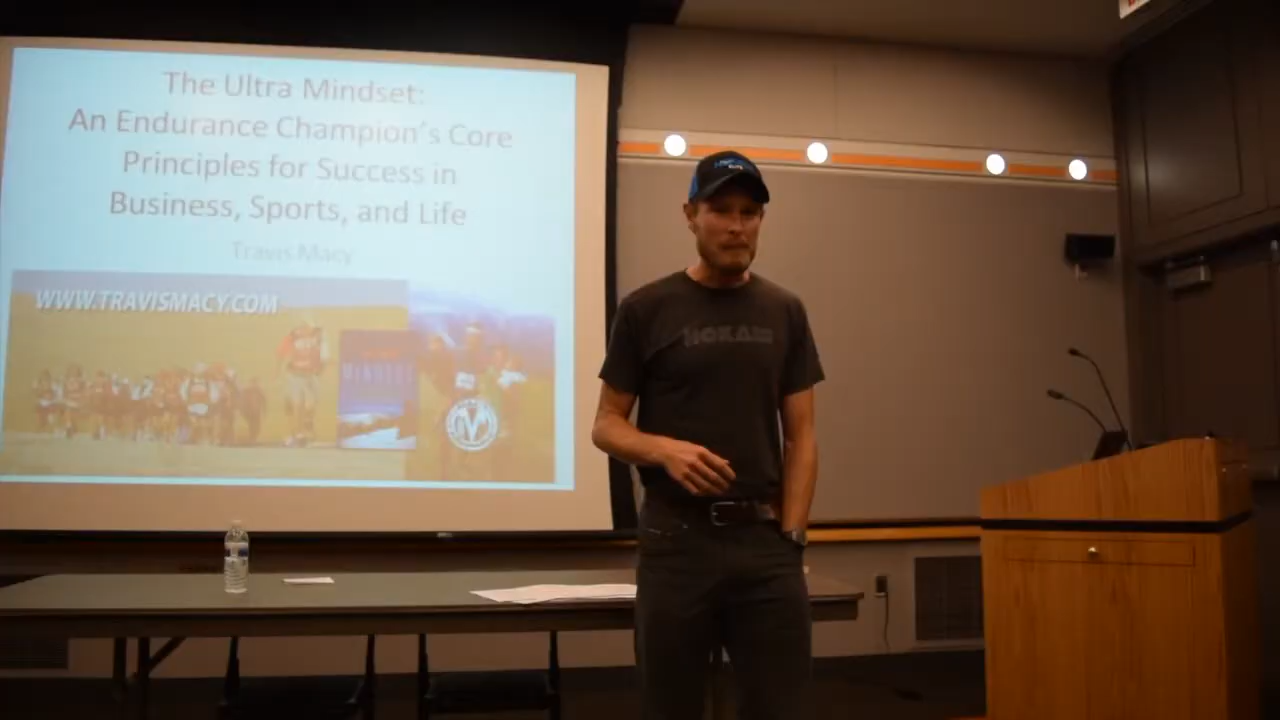 The Ultra Mindset:
An Endurance Champion's Core
Principles for Success in
Business, Sports, and Life
Travis Macy
WWW.TRAVISMACY.COM
MINDSET